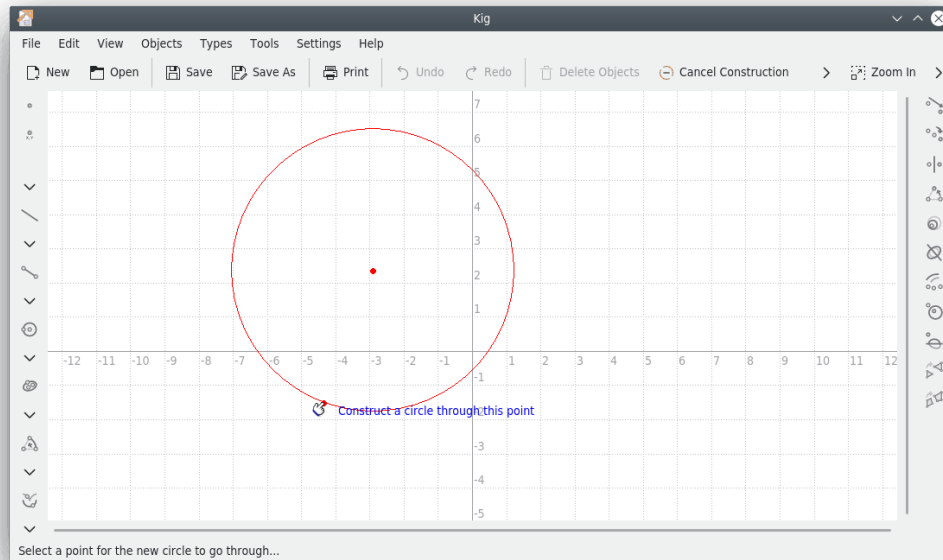 Kig
File Edit View Objects Types Tools Settings Help
New Open Save Save As Print Undo Redo Delete Objects Cancel Construction Zoom In
7
6
5
4
3
2
1
-12 -11 -10 -9 -8 -7 -6 -5 -4 -3 -2 -1 1 2 3 4 5 6 7 8 9 10 11 12
-1
Construct a circle through this point
-3
-4
-5
Select a point for the new circle to go through...